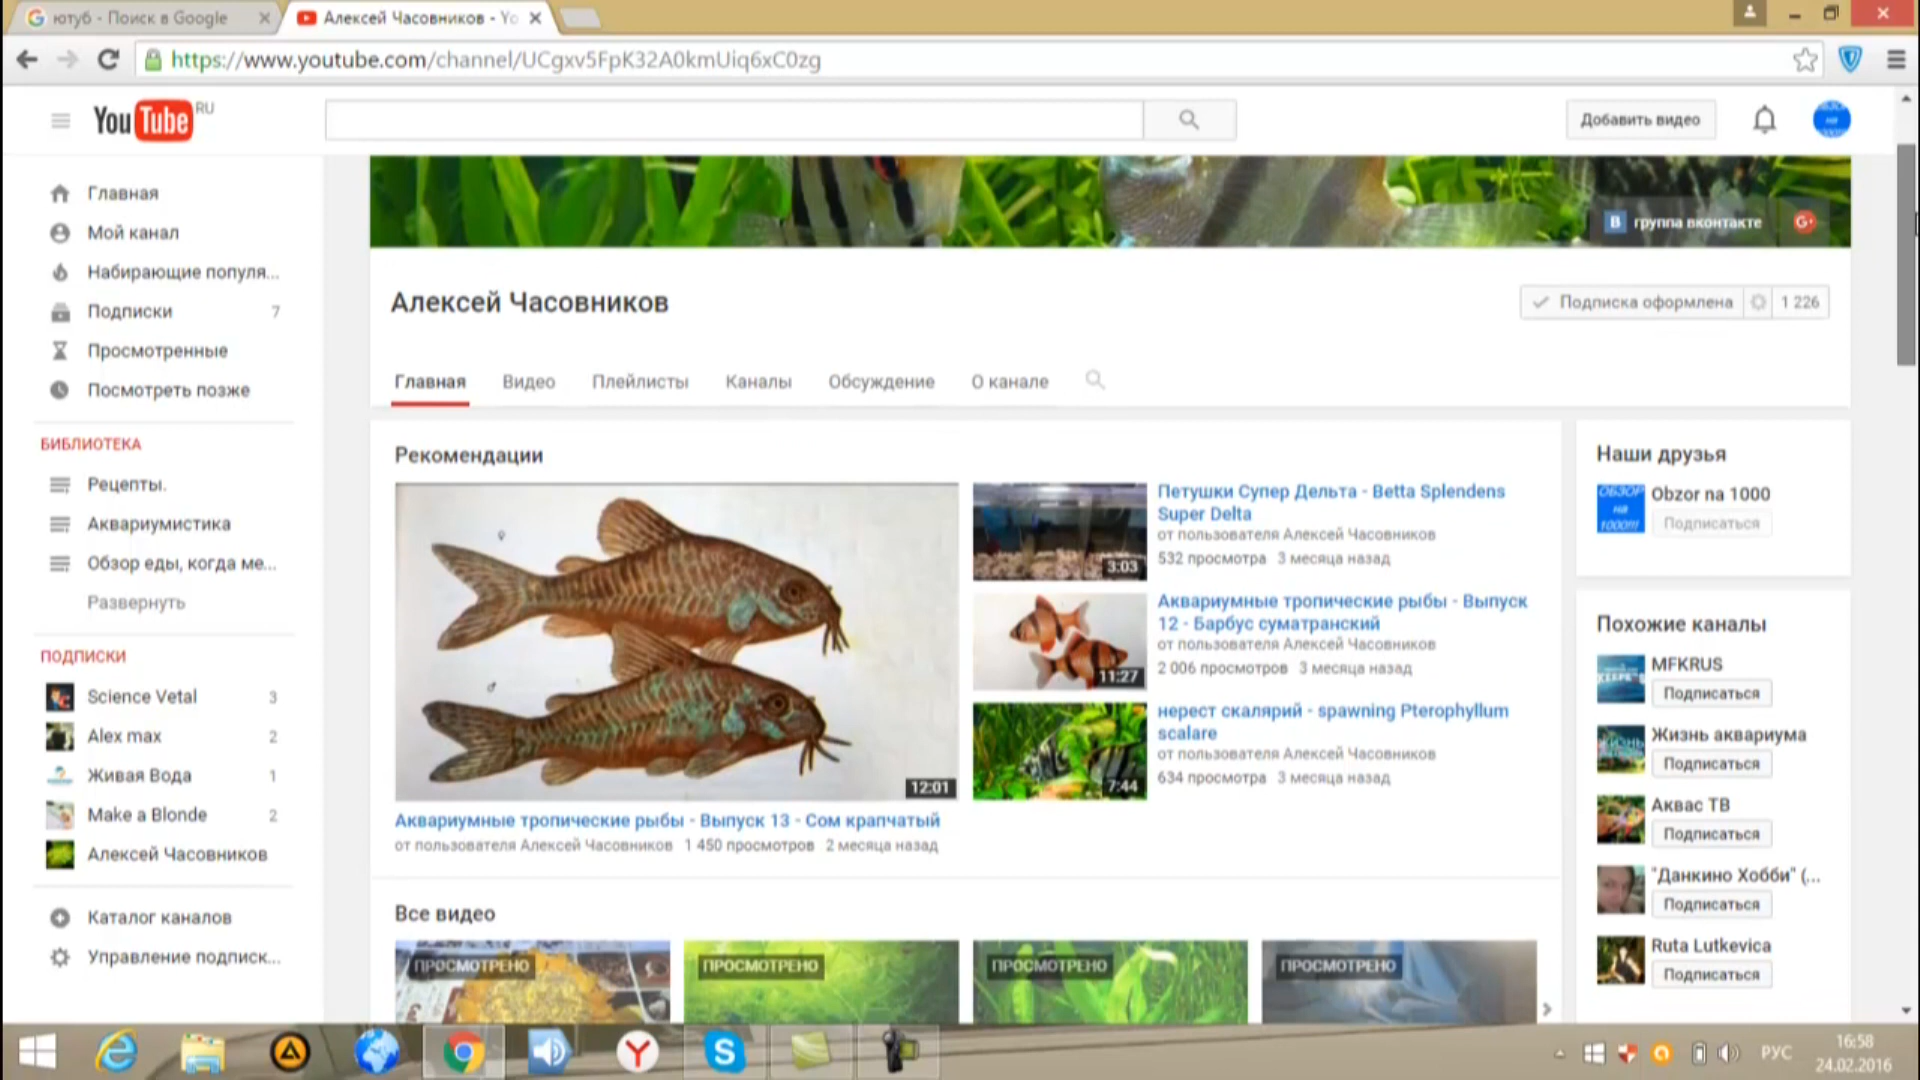 ютуб - Поиск в Google
Алексей Часовников - Yo
https://www.youtube.com/channel/UCgxv5FpK32A0kmUiq6xC0zg
YouTube RU
Добавить видео
Главная
Мой канал
Набирающие популя...
Подписки 7
Просмотренные
Посмотреть позже
БИБЛИОТЕКА
Рецепты.
Аквариумистика
Обзор еды, когда ме...
Развернуть
ПОДПИСКИ
Science Vetal 3
Alex max 2
Живая Вода 1
Make a Blonde 2
Алексей Часовников
Каталог каналов
Управление подписк...
группа вконтакте
Алексей Часовников
Подписка оформлена 1 226
Главная Видео Плейлисты Каналы Обсуждение О канале
Рекомендации
12:01
Аквариумные тропические рыбы - Выпуск 13 - Сом крапчатый
от пользователя Алексей Часовников 1 450 просмотров 2 месяца назад
3:03
Петушки Супер Дельта - Betta Splendens
Super Delta
от пользователя Алексей Часовников
532 просмотра 3 месяца назад
11:27
Аквариумные тропические рыбы - Выпуск
12 - Барбус суматранский
от пользователя Алексей Часовников
2 006 просмотров 3 месяца назад
7:44
нерест скалярий - spawning Pterophyllum
scalare
от пользователя Алексей Часовников
634 просмотра 3 месяца назад
Все видео
ПРОСМОТРЕНО ПРОСМОТРЕНО ПРОСМОТРЕНО ПРОСМОТРЕНО
Наши друзья
ОБЗОР
на
1000!!!
Obzor na 1000
Подписаться
Похожие каналы
MFKRUS
Подписаться
Жизнь аквариума
Подписаться
Аквас ТВ
Подписаться
"Данкино Хобби" (...
Подписаться
Ruta Lutkevica
Подписаться
РУС
16:58
24.02.2016